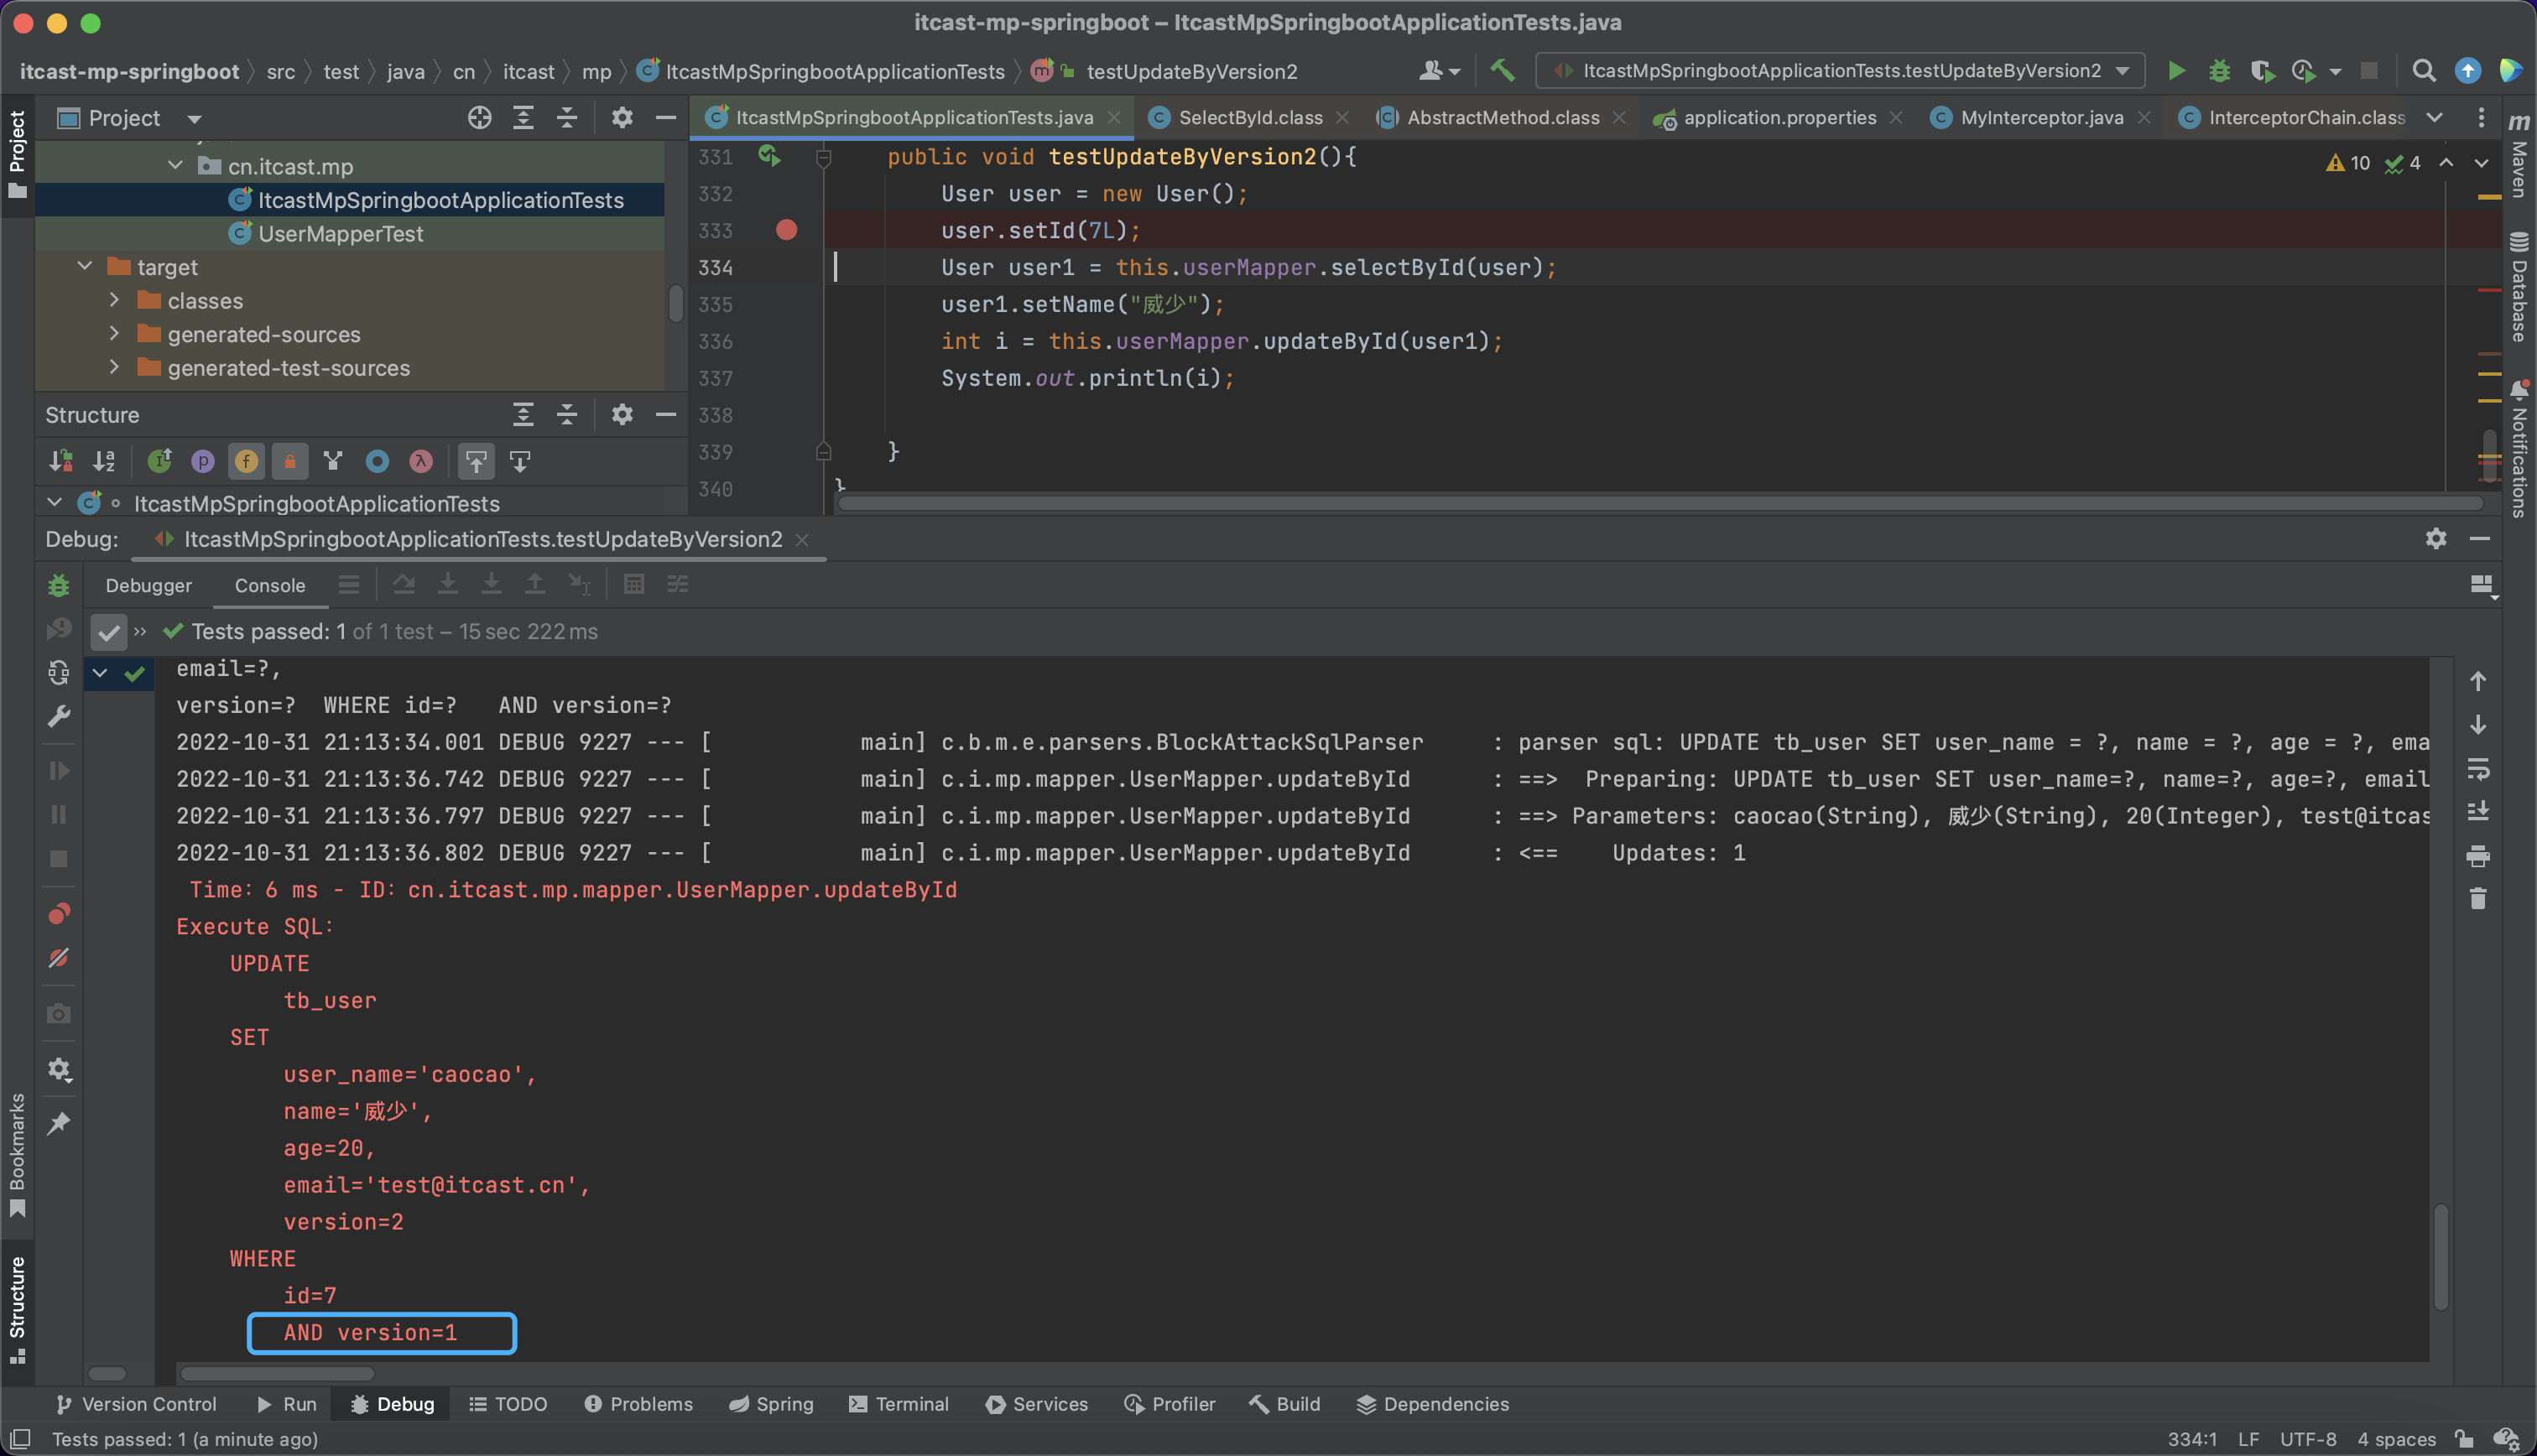 itcast-mp-springboot – ItcastMpSpringbootApplicationTests.java
itcast-mp-springboot src test java cn itcast mp ItcastMpSpringbootApplicationTests testUpdateByVersion2
ItcastMpSpringbootApplicationTests.testUpdateByVersion2
Project
ItcastMpSpringbootApplicationTests.java SelectById.class AbstractMethod.class application.properties MyInterceptor.java InterceptorChain.class
Project
cn.itcast.mp
ItcastMpSpringbootApplicationTests
UserMapperTest
target
classes
generated-sources
generated-test-sources
Structure
ItcastMpSpringbootApplicationTests
331 public void testUpdateByVersion2(){
10 4
332 User user = new User();
333 user.setId(7L);
334 User user1 = this.userMapper.selectById(user);
335 user1.setName("威少");
336 int i = this.userMapper.updateById(user1);
337 System.out.println(i);
338
339 }
340 }
Maven
Database
Notifications
Debug: ItcastMpSpringbootApplicationTests.testUpdateByVersion2
Debugger Console
Tests passed: 1 of 1 test – 15 sec 222 ms
email=?,
version=?  WHERE id=?   AND version=?
2022-10-31 21:13:34.001 DEBUG 9227 --- [           main] c.b.m.e.parsers.BlockAttackSqlParser     : parser sql: UPDATE tb_user SET user_name = ?, name = ?, age = ?, ema
2022-10-31 21:13:36.742 DEBUG 9227 --- [           main] c.i.mp.mapper.UserMapper.updateById      : ==>  Preparing: UPDATE tb_user SET user_name=?, name=?, age=?, email
2022-10-31 21:13:36.797 DEBUG 9227 --- [           main] c.i.mp.mapper.UserMapper.updateById      : ==> Parameters: caocao(String), 威少(String), 20(Integer), test@itcas
2022-10-31 21:13:36.802 DEBUG 9227 --- [           main] c.i.mp.mapper.UserMapper.updateById      : <==    Updates: 1
Time：6 ms - ID：cn.itcast.mp.mapper.UserMapper.updateById
Execute SQL：
UPDATE
tb_user
SET
user_name='caocao',
name='威少',
age=20,
email='test@itcast.cn',
version=2
WHERE
id=7
AND version=1
Bookmarks
Structure
Version Control Run Debug TODO Problems Spring Terminal Services Profiler Build Dependencies
Tests passed: 1 (a minute ago)
334:1 LF UTF-8 4 spaces